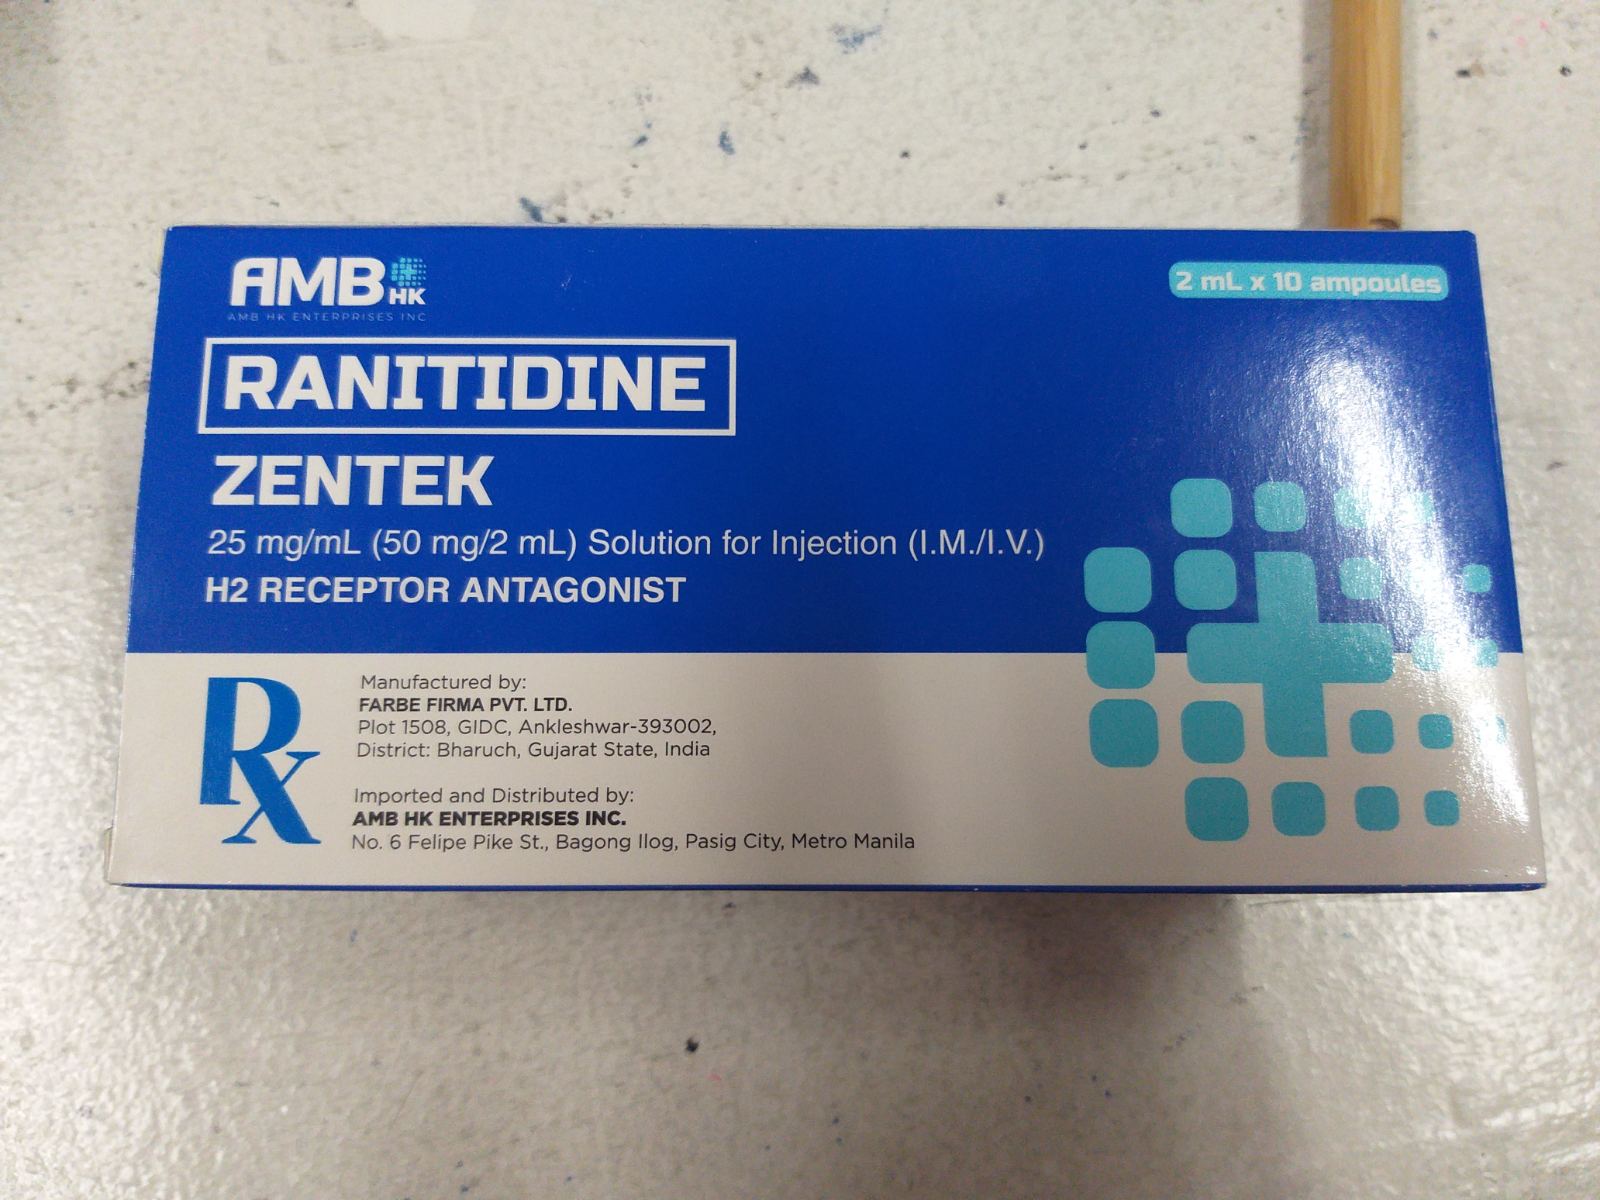 AMB HK
AMB HK ENTERPRISES INC
2 mL x 10 ampoules
RANITIDINE
ZENTEK
25 mg/mL (50 mg/2 mL) Solution for Injection (I.M./I.V.)
H2 RECEPTOR ANTAGONIST
Rx
Manufactured by:
FARBE FIRMA PVT. LTD.
Plot 1508, GIDC, Ankleshwar-393002,
District: Bharuch, Gujarat State, India
Imported and Distributed by:
AMB HK ENTERPRISES INC.
No. 6 Felipe Pike St., Bagong Ilog, Pasig City, Metro Manila